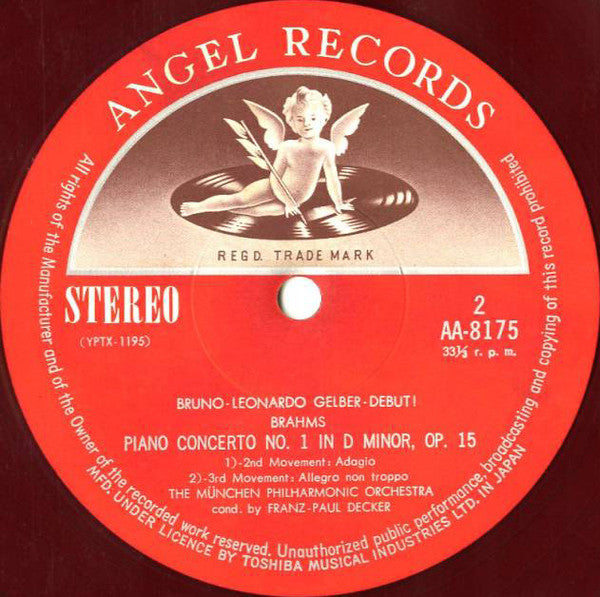 ANGEL RECORDS
REGD. TRADE MARK
STEREO
(YPTX-1195)
2
AA-8175
33⅓ r. p. m.
BRUNO-LEONARDO GELBER-DEBUT!
BRAHMS
PIANO CONCERTO NO. 1 IN D MINOR, OP. 15
1)-2nd Movement: Adagio
2)-3rd Movement: Allegro non troppo
THE MÜNCHEN PHILHARMONIC ORCHESTRA
cond. by FRANZ-PAUL DECKER
All rights of the Manufacturer and of the Owner of the recorded work reserved. Unauthorized public performance, broadcasting and copying of this record prohibited
MFD. UNDER LICENCE BY TOSHIBA MUSICAL INDUSTRIES LTD. IN JAPAN